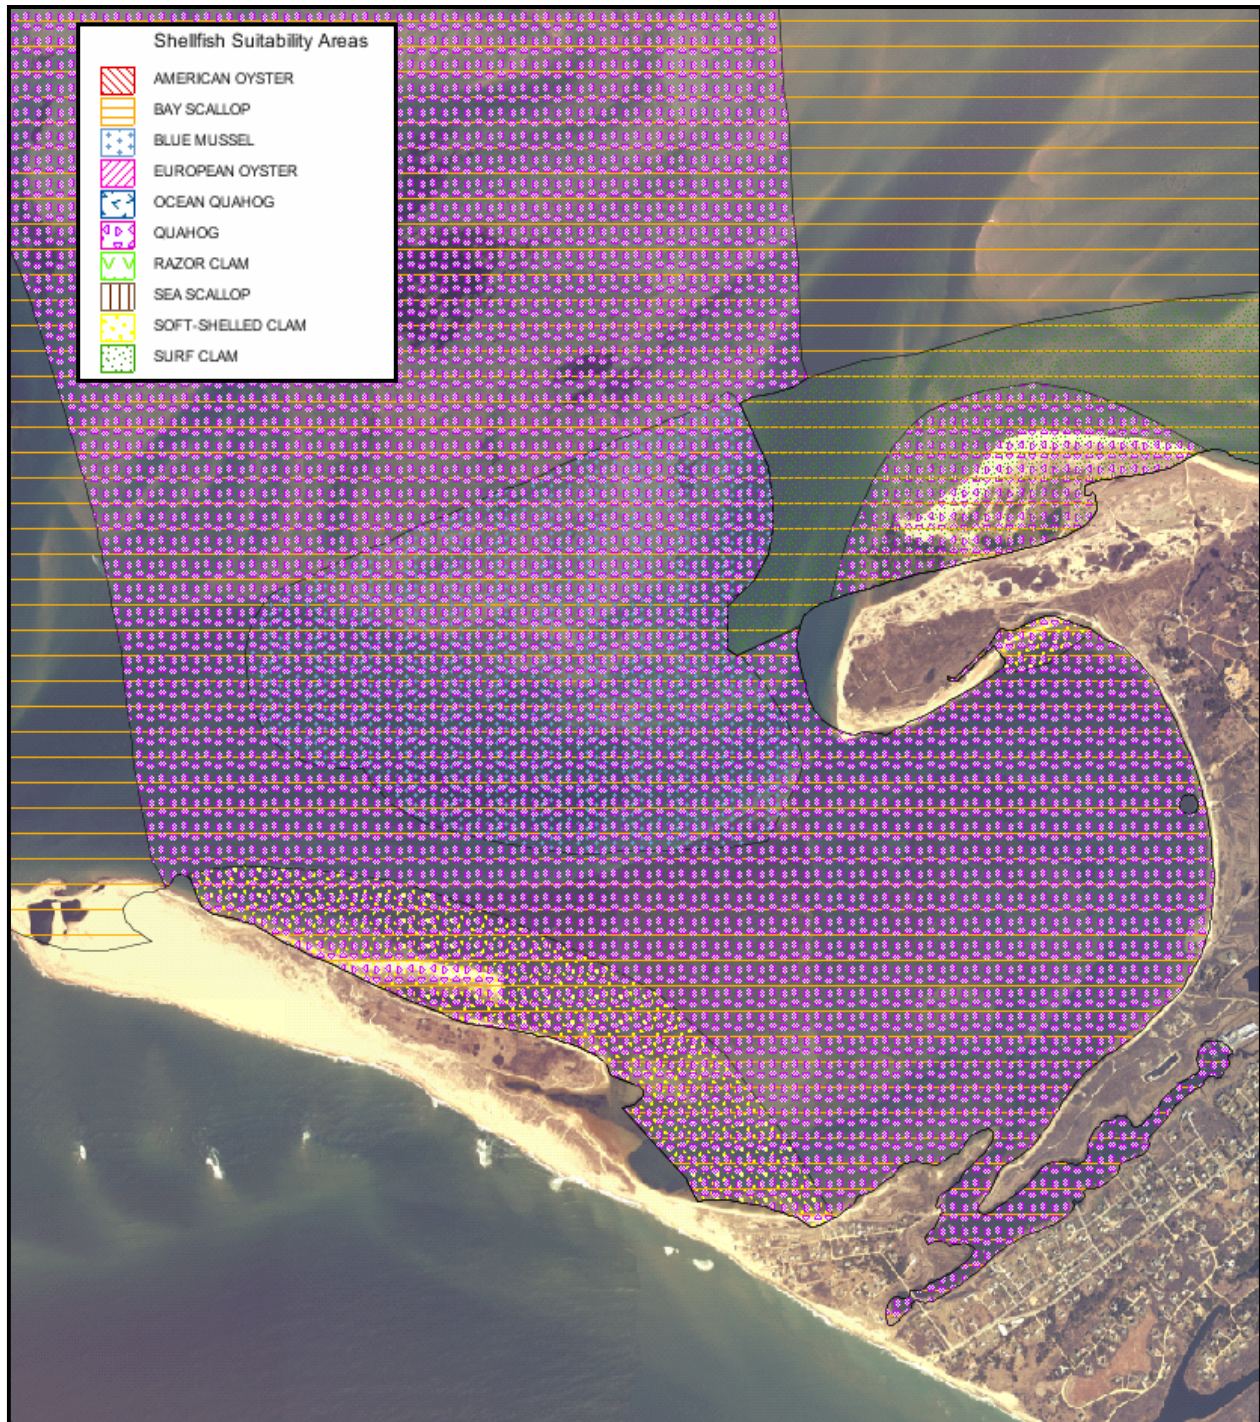 Shellfish Suitability Areas
AMERICAN OYSTER
BAY SCALLOP
BLUE MUSSEL
EUROPEAN OYSTER
OCEAN QUAHOG
QUAHOG
RAZOR CLAM
SEA SCALLOP
SOFT-SHELLED CLAM
SURF CLAM